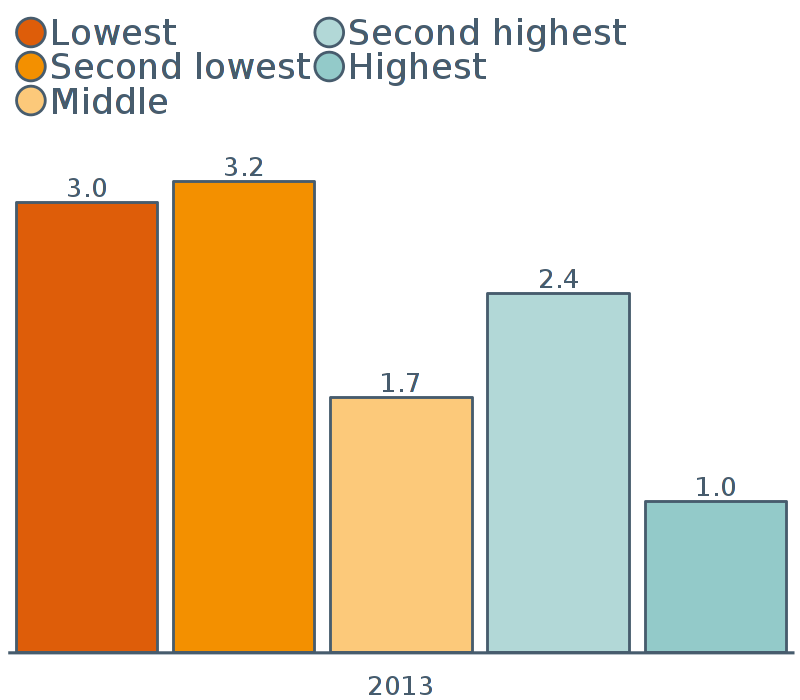 Lowest
Second lowest
Middle
Second highest
Highest
3.0
3.2
1.7
2.4
1.0
2013